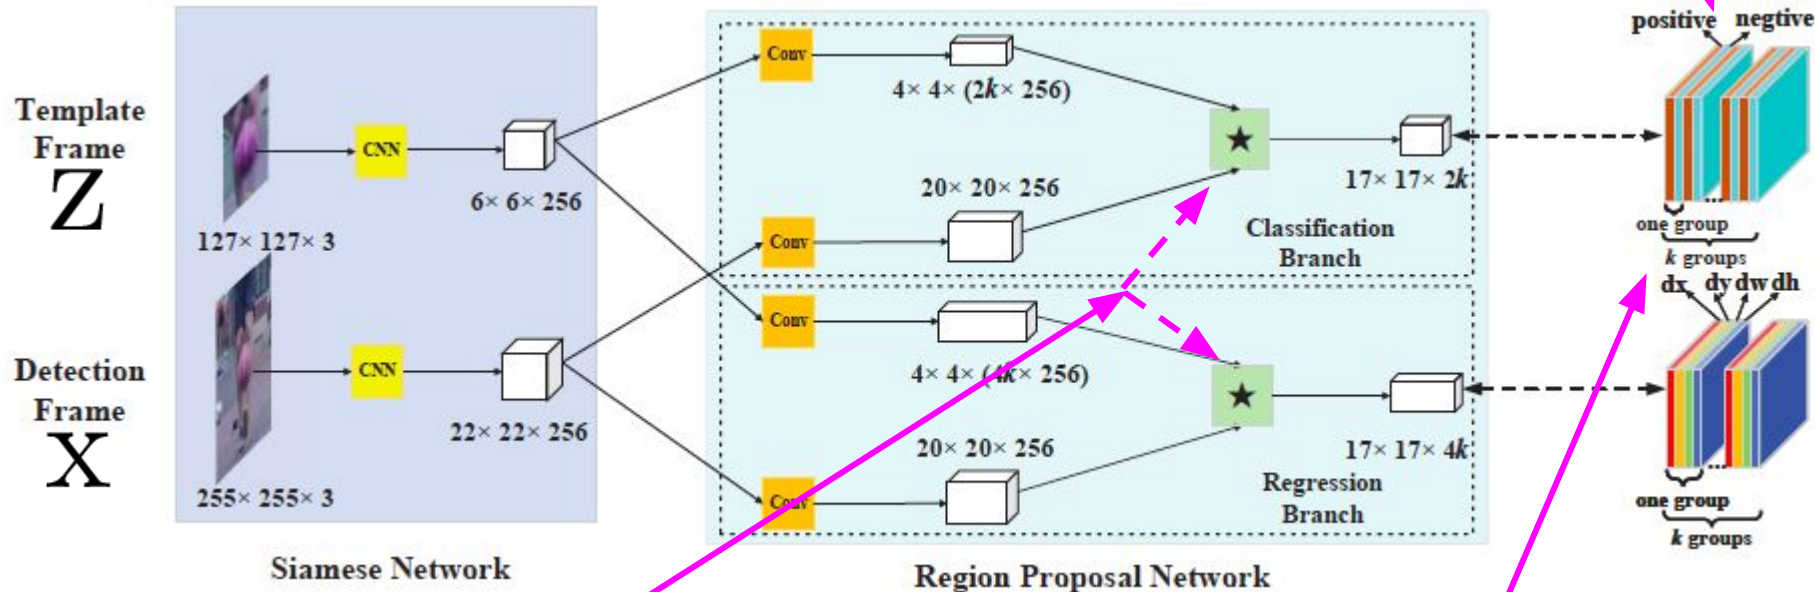 Template
Frame
Z
127× 127× 3
CNN
6× 6× 256
Detection
Frame
X
255× 255× 3
CNN
22× 22× 256
Siamese Network
Conv
4× 4× (2k× 256)
★
17× 17× 2k
Conv
20× 20× 256
Classification
Branch
Conv
4× 4× (4k× 256)
★
17× 17× 4k
Conv
20× 20× 256
Regression
Branch
Region Proposal Network
positive negtive
...
one group
k groups
dx dy dw dh
...
one group
k groups